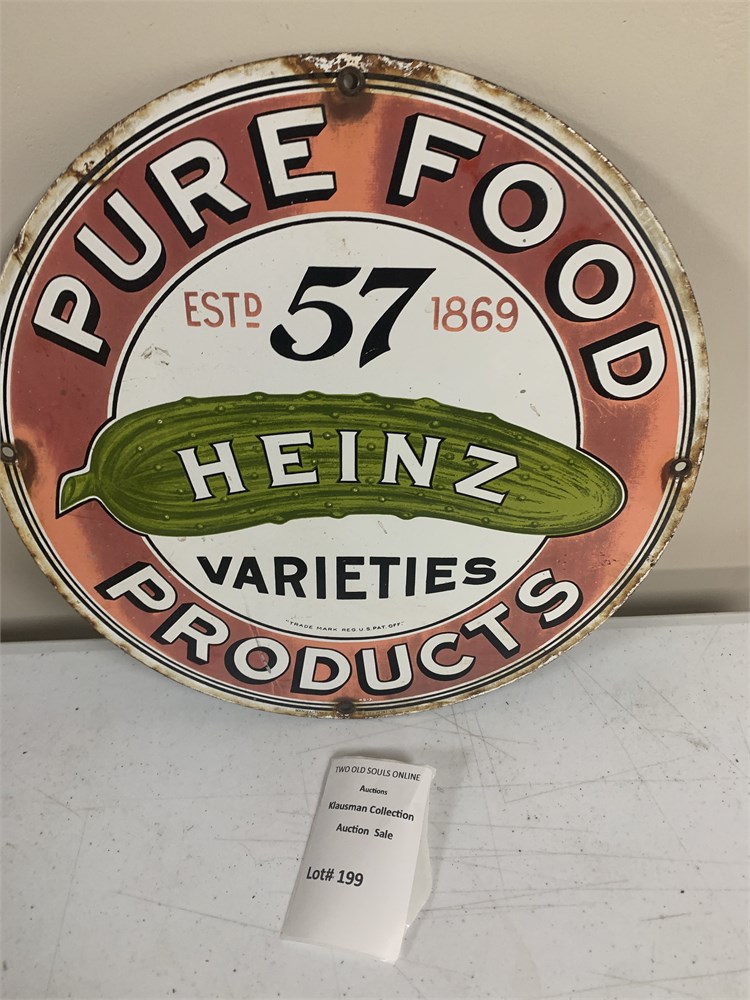 PURE FOOD
ESTD 57 1869
HEINZ
VARIETIES
"TRADE MARK REG. U.S. PAT. OFF."
PRODUCTS
TWO OLD SOULS ONLINE
Auctions
Klausman Collection
Auction Sale
Lot# 199